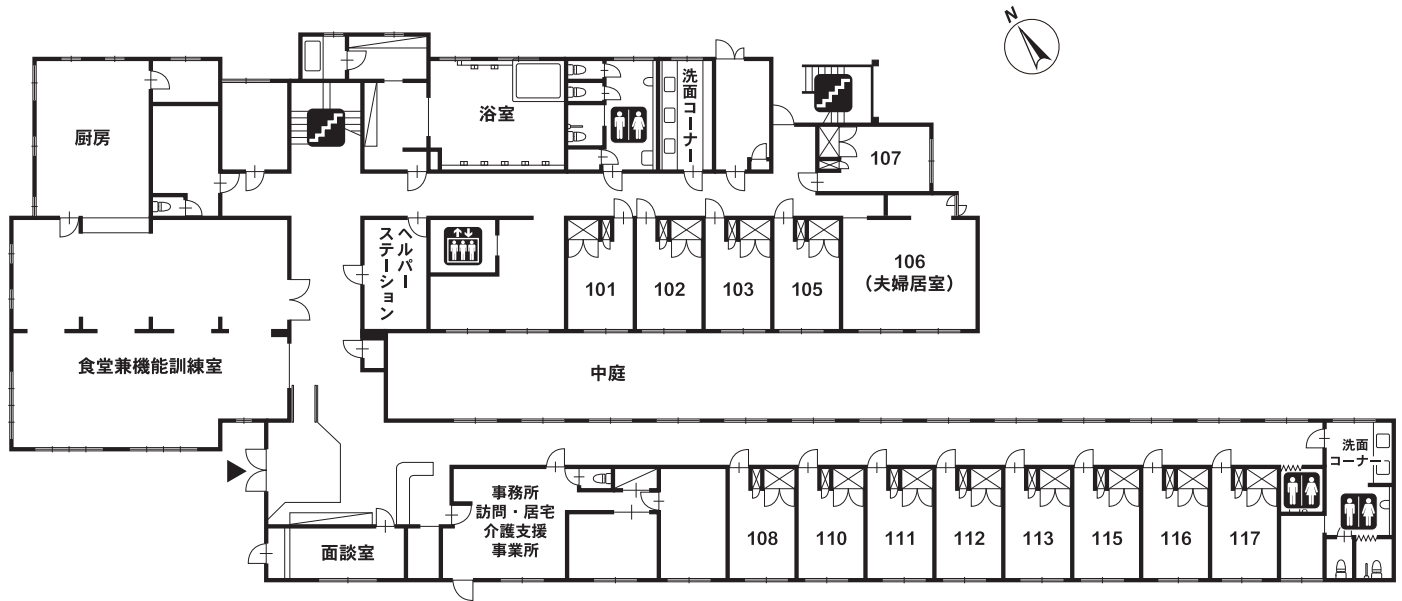 N
厨房
浴室
洗面コーナー
107
ヘルパー
ステーション
101
102
103
105
106
（夫婦居室）
食堂兼機能訓練室
中庭
洗面
コーナー
事務所
訪問・居宅
介護支援
事業所
面談室
108
110
111
112
113
115
116
117